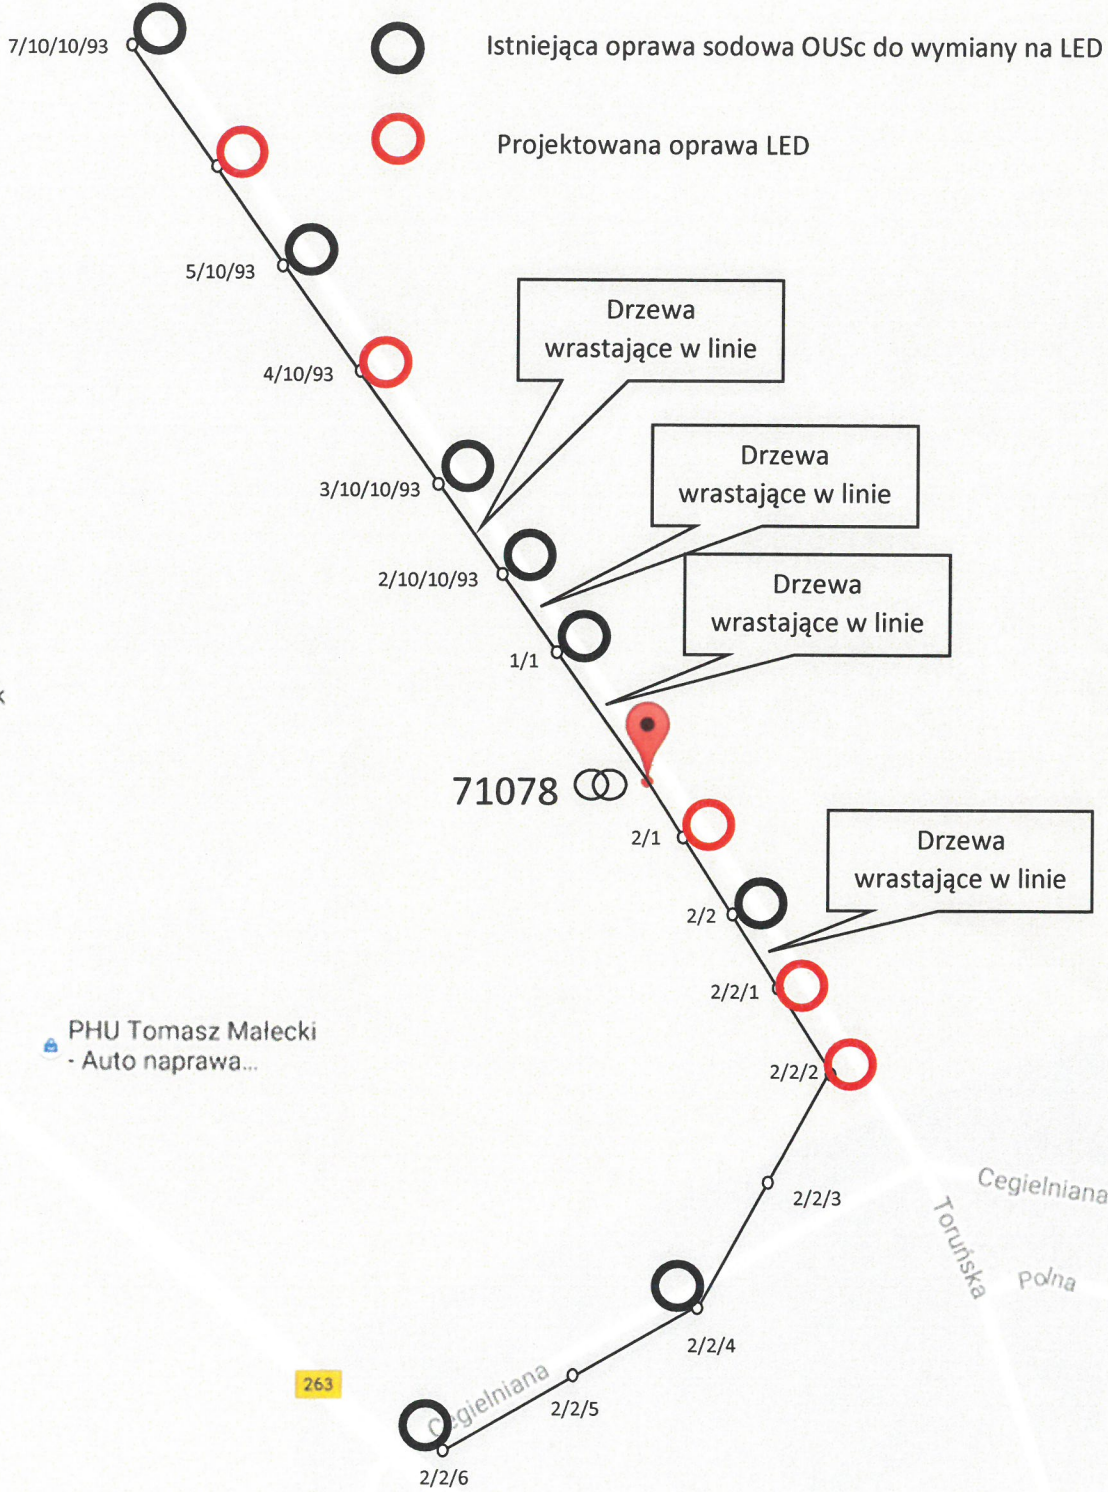 7/10/10/93
Istniejąca oprawa sodowa OUSc do wymiany na LED
Projektowana oprawa LED
5/10/93
Drzewa
wrastające w linie
4/10/93
Drzewa
wrastające w linie
3/10/10/93
2/10/10/93
Drzewa
wrastające w linie
1/1
71078
2/1
Drzewa
wrastające w linie
2/2
2/2/1
PHU Tomasz Małecki
- Auto naprawa...
2/2/2
2/2/3
Cegielniana
Toruńska
Polna
2/2/4
263
Cegielniana
2/2/5
2/2/6